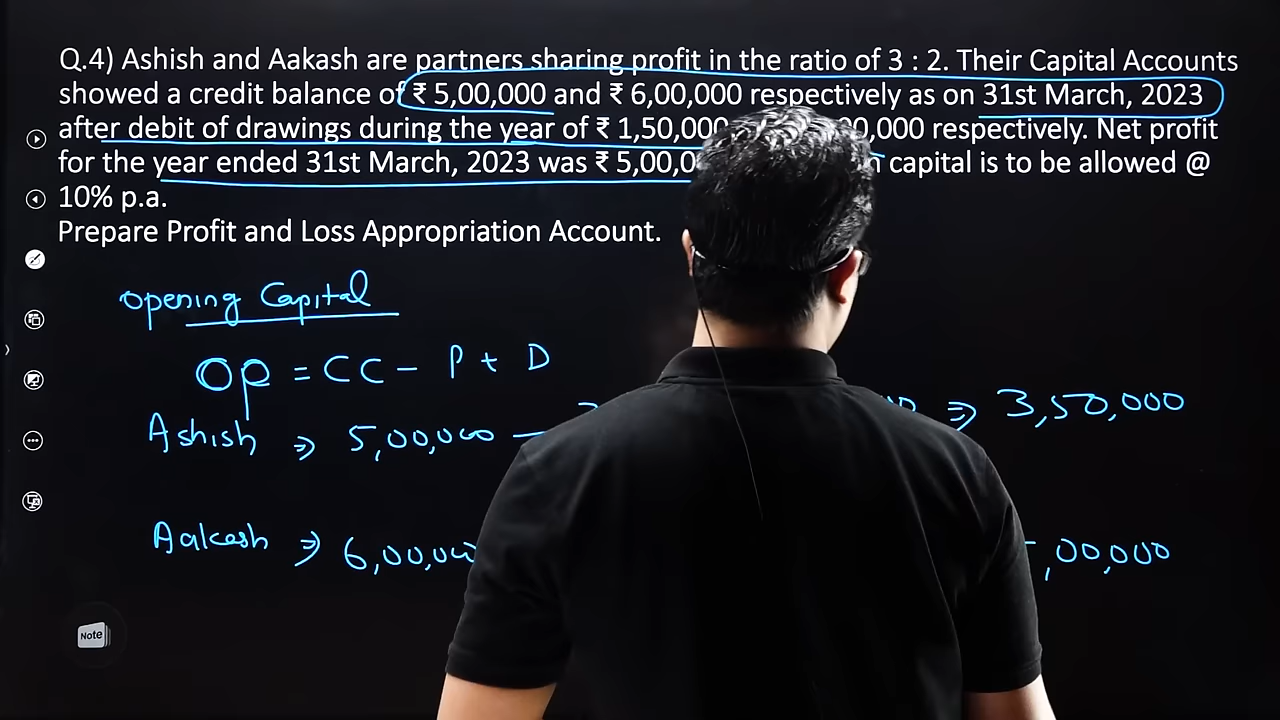 Q.4) Ashish and Aakash are partners sharing profit in the ratio of 3 : 2. Their Capital Accounts
showed a credit balance of ₹ 5,00,000 and ₹ 6,00,000 respectively as on 31st March, 2023
after debit of drawings during the year of ₹ 1,50,000 respectively. Net profit
for the year ended 31st March, 2023 was ₹ 5,00,0 capital is to be allowed @
10% p.a.
Prepare Profit and Loss Appropriation Account.
Opening Capital
OP = CC - P + D
Ashish ⇒ 5,00,000 - ⇒ 3,50,000
Aakash ⇒ 6,00,000 ,00,000
Note